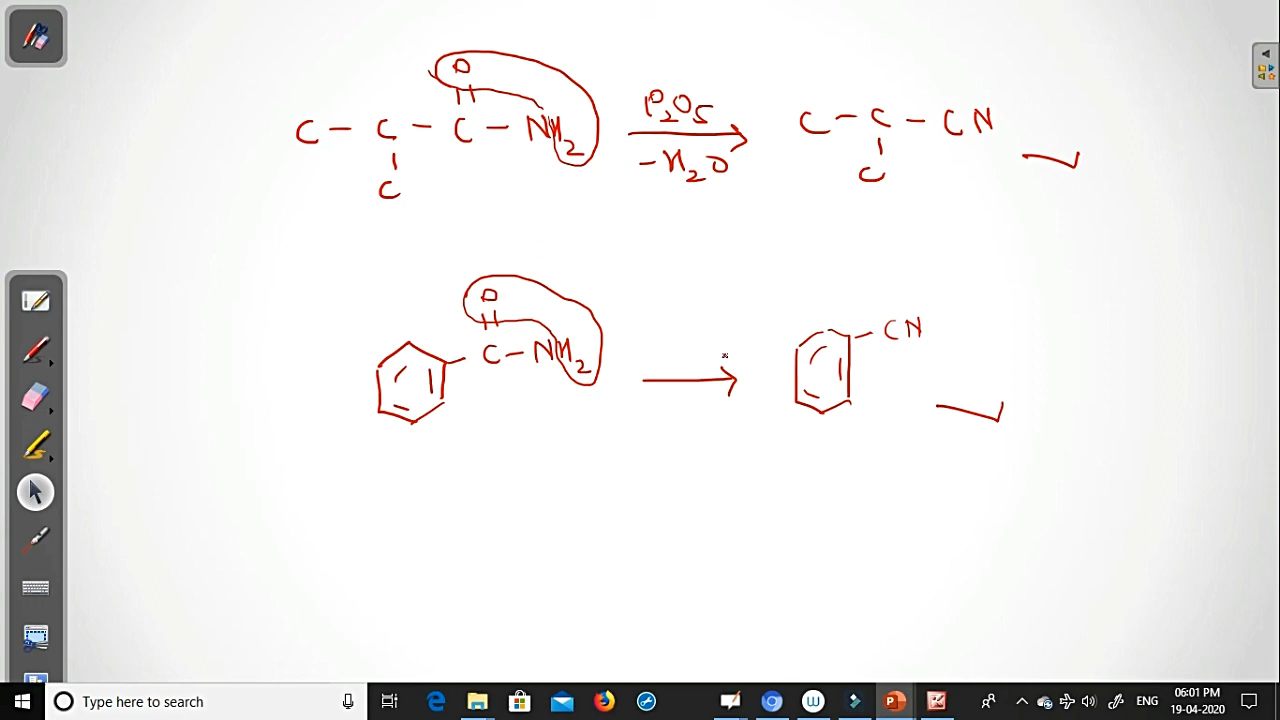 O
C - C - C - NH2 P2O5 C - C - CN
-H2O
C C
O
C - NH2 CN
Type here to search ENG 06:01 PM
19-04-2020